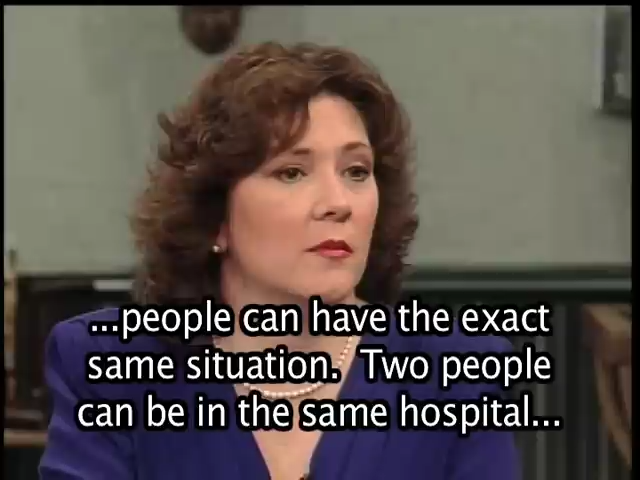 ...people can have the exact
same situation.  Two people
can be in the same hospital...